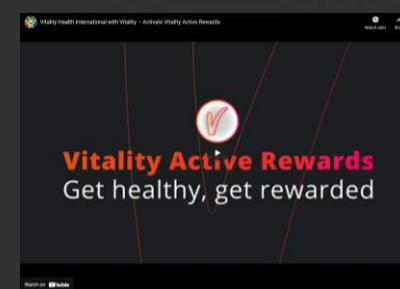 Vitality Health International with Vitality – Activate Vitality Active Rewards
Watch later
Vitality Active Rewards
Get healthy, get rewarded
Watch on YouTube